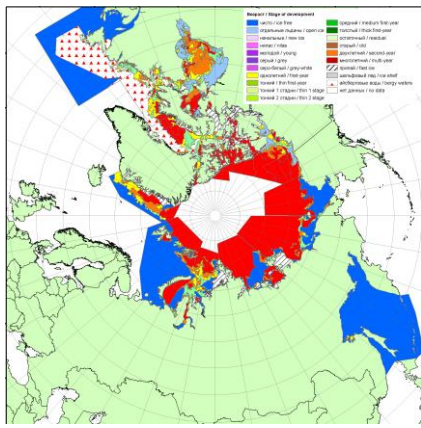 Возраст / Stage of development
чисто / ice free
отдельные льдины / open ice
начальные / new ice
нилас / nilas
молодой / young
серый / grey
серо-белый / grey-white
однолетний / first-year
тонкий / thin first-year
тонкий 1 стадии / thin 1 stage
тонкий 2 стадии / thin 2 stage
средний / medium first-year
толстый / thick first-year
остаточный / residual
старый / old
двухлетний / second-year
многолетний / multi-year
припай / fast ice
шельфовый лед / ice shelf
айсберговые воды / bergy waters
нет данных / no data